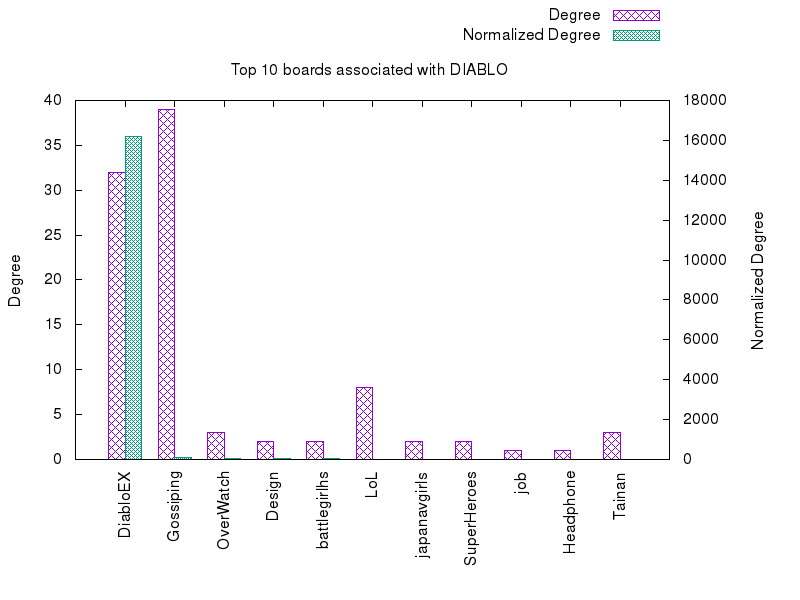 Degree
Normalized Degree
Top 10 boards associated with DIABLO
40
35
30
25
20
15
10
5
0
Degree
18000
16000
14000
12000
10000
8000
6000
4000
2000
0
Normalized Degree
DiabloEX
Gossiping
OverWatch
Design
battlegirlhs
LoL
japanavgirls
SuperHeroes
job
Headphone
Tainan